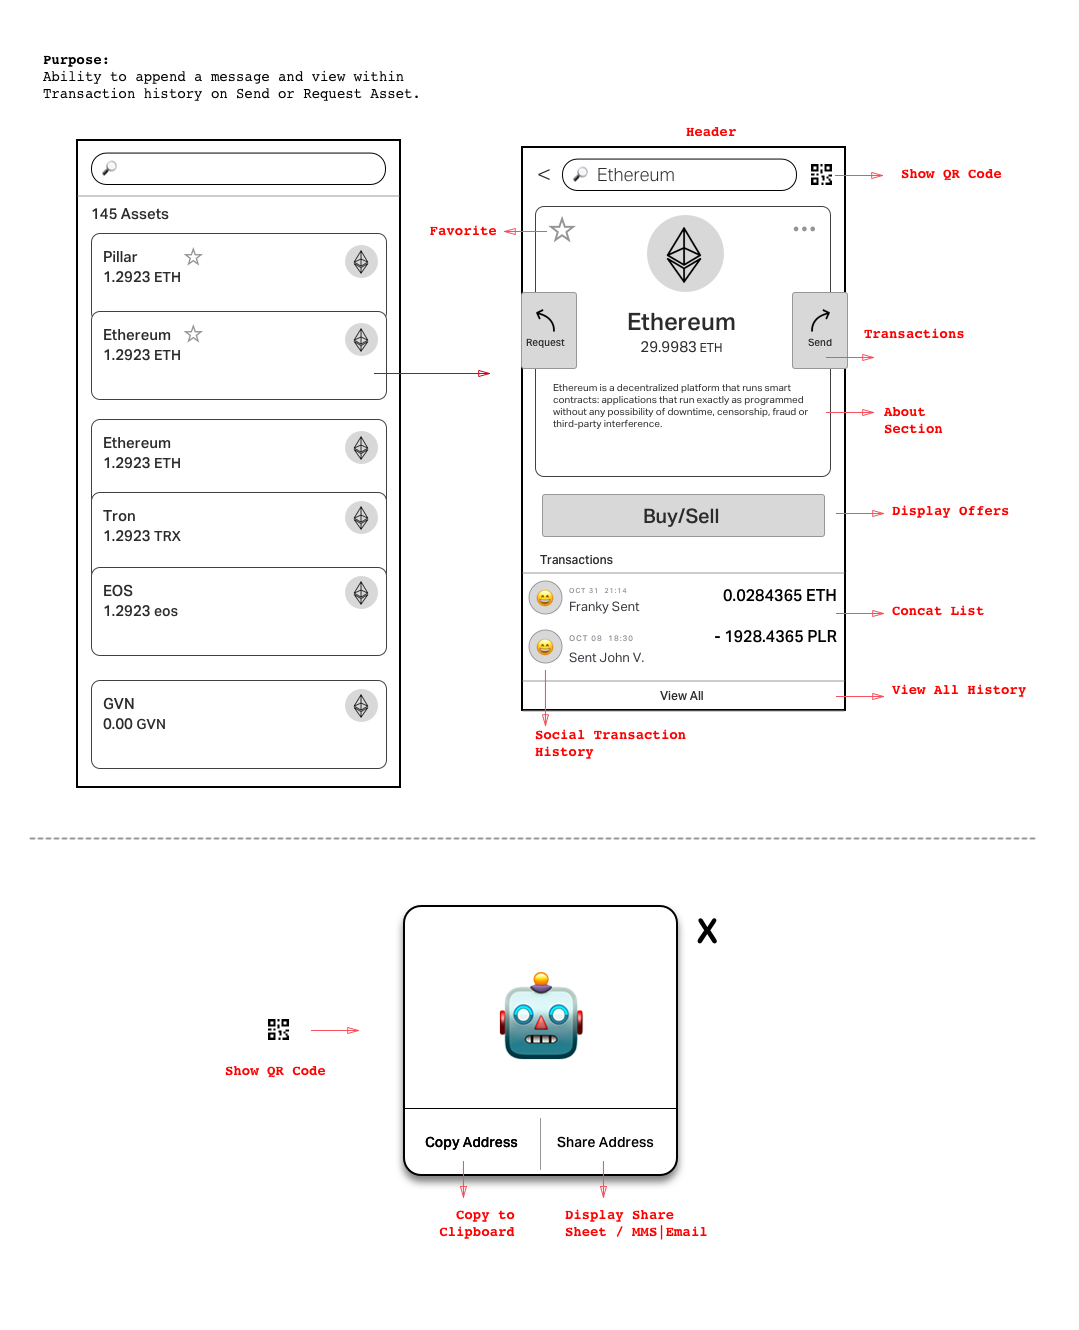 Purpose:
Ability to append a message and view within
Transaction history on Send or Request Asset.
145 Assets
Pillar
1.2923 ETH
Ethereum
1.2923 ETH
Ethereum
1.2923 ETH
Tron
1.2923 TRX
EOS
1.2923 eos
GVN
0.00 GVN
Header
<
Ethereum
Show QR Code
Favorite
Request
Ethereum
29.9983 ETH
Send
Transactions
Ethereum is a decentralized platform that runs smart
contracts: applications that run exactly as programmed
without any possibility of downtime, censorship, fraud or
third-party interference.
About
Section
Buy/Sell
Display Offers
Transactions
OCT 31 21:14
Franky Sent
0.0284365 ETH
Concat List
OCT 08 18:30
Sent John V.
- 1928.4365 PLR
View All
View All History
Social Transaction
History
X
Show QR Code
Copy Address
Share Address
Copy to
Clipboard
Display Share
Sheet / MMS|Email